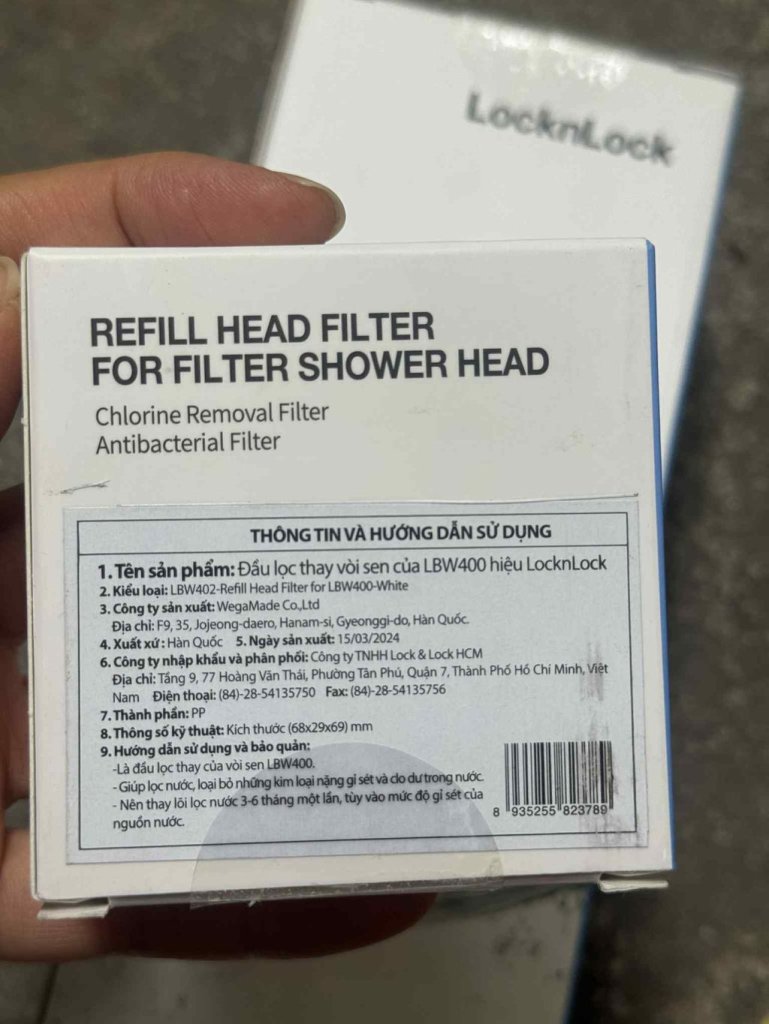 LocknLock
REFILL HEAD FILTER
FOR FILTER SHOWER HEAD
Chlorine Removal Filter
Antibacterial Filter
THÔNG TIN VÀ HƯỚNG DẪN SỬ DỤNG
1. Tên sản phẩm: Đầu lọc thay vòi sen của LBW400 hiệu LocknLock
2. Kiểu loại: LBW402-Refill Head Filter for LBW400-White
3. Công ty sản xuất: WegaMade Co.,Ltd
Địa chỉ: F9, 35, Jojeong-daero, Hanam-si, Gyeonggi-do, Hàn Quốc.
4. Xuất xứ: Hàn Quốc 5. Ngày sản xuất: 15/03/2024
6. Công ty nhập khẩu và phân phối: Công ty TNHH Lock & Lock HCM
Địa chỉ: Tầng 9, 77 Hoàng Văn Thái, Phường Tân Phú, Quận 7, Thành Phố Hồ Chí Minh, Việt
Nam Điện thoại: (84)-28-54135750 Fax: (84)-28-54135756
7. Thành phần: PP
8. Thông số kỹ thuật: Kích thước (68x29x69) mm
9. Hướng dẫn sử dụng và bảo quản:
-Là đầu lọc thay của vòi sen LBW400.
- Giúp lọc nước, loại bỏ những kim loại nặng gỉ sét và clo dư trong nước.
- Nên thay lõi lọc nước 3-6 tháng một lần, tùy vào mức độ gỉ sét của
nguồn nước.
8 935255 823789